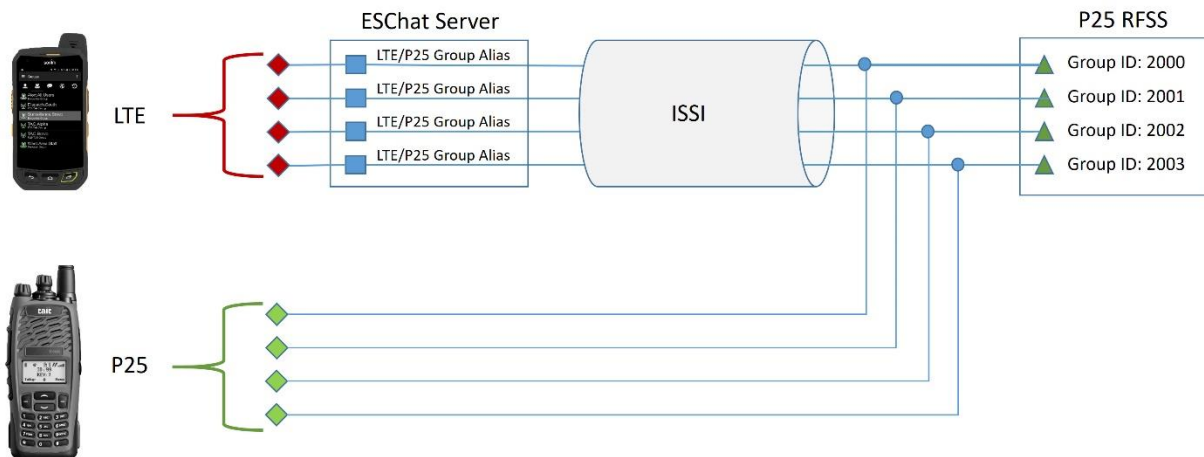 ESChat Server
P25 RFSS
LTE/P25 Group Alias
Group ID: 2000
LTE/P25 Group Alias
Group ID: 2001
LTE
ISSI
LTE/P25 Group Alias
Group ID: 2002
LTE/P25 Group Alias
Group ID: 2003
P25